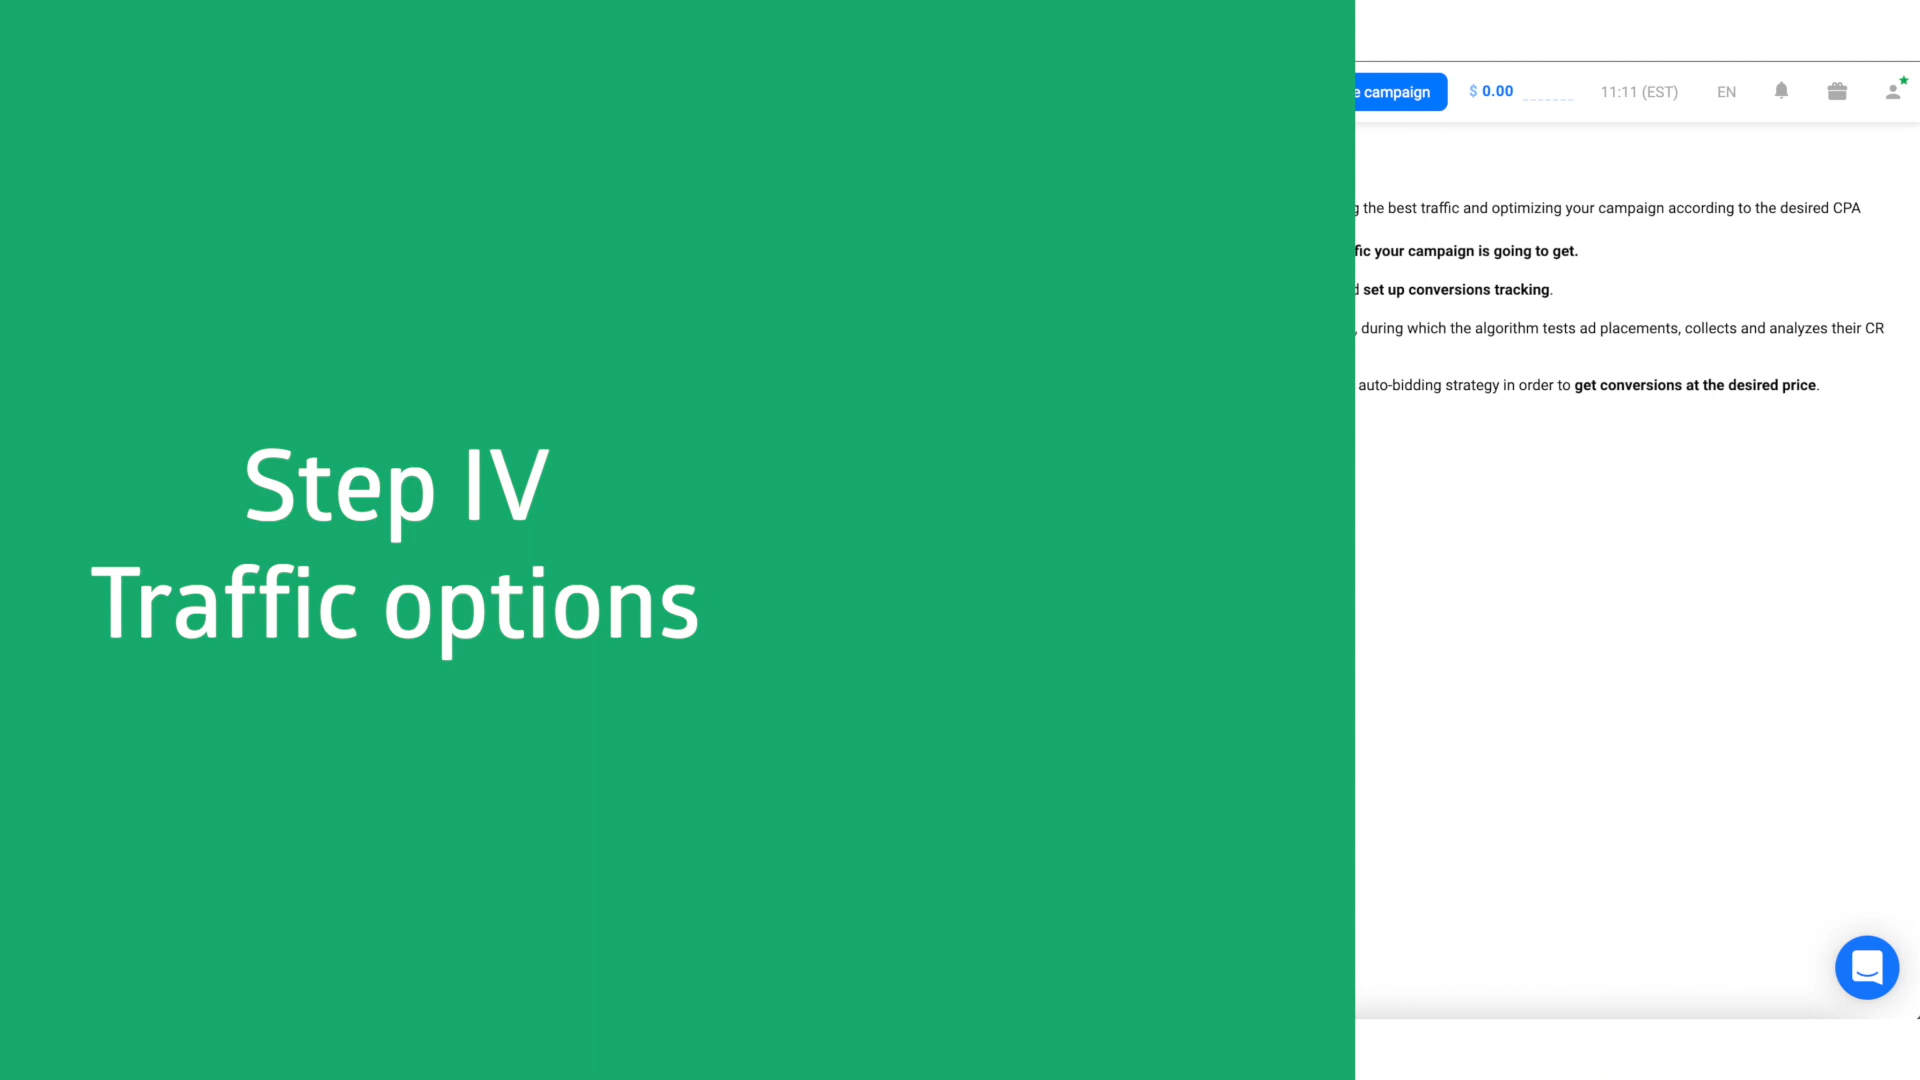 Step IV
Traffic options
campaign
$ 0.00
11:11 (EST)
EN
the best traffic and optimizing your campaign according to the desired CPA
your campaign is going to get.
set up conversions tracking.
, during which the algorithm tests ad placements, collects and analyzes their CR
auto-bidding strategy in order to get conversions at the desired price.